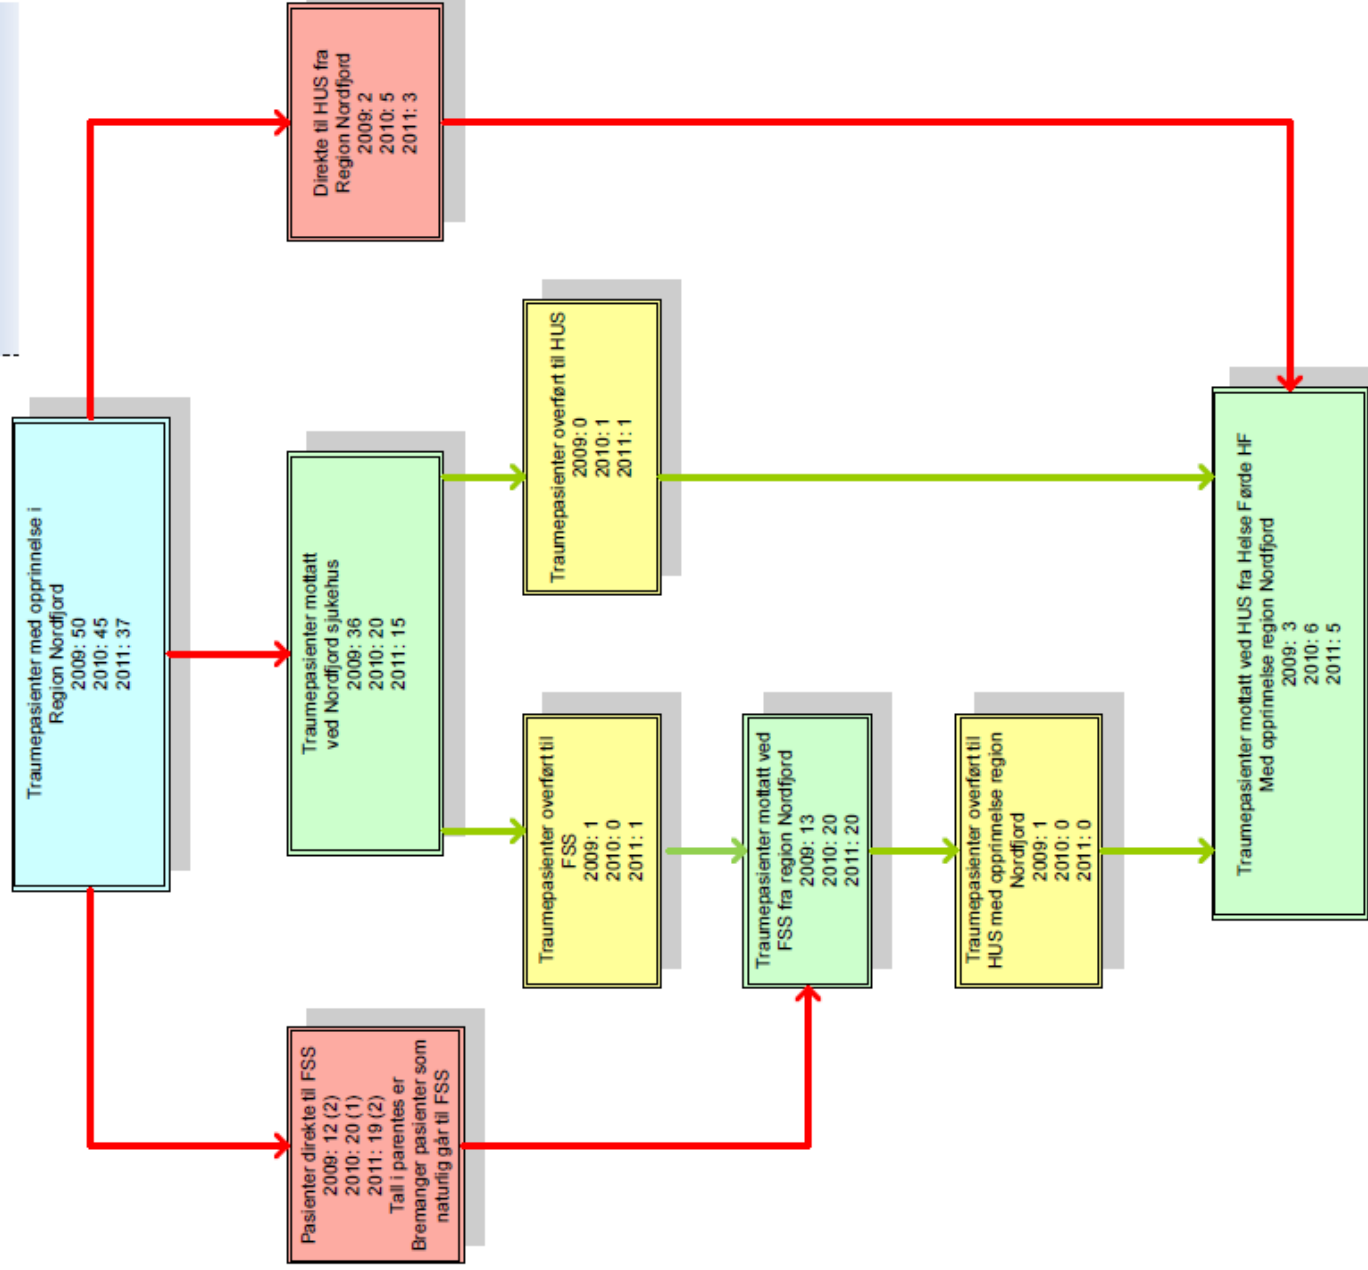 Traumepasienter med opprinnelse i
Region Nordfjord
2009: 50
2010: 45
2011: 37
Pasienter direkte til FSS
2009: 12 (2)
2010: 20 (1)
2011: 19 (2)
Tall i parentes er
Bremanger pasienter som
naturlig går til FSS
Traumepasienter mottatt
ved Nordfjord sjukehus
2009: 36
2010: 20
2011: 15
Direkte til HUS fra
Region Nordfjord
2009: 2
2010: 5
2011: 3
Traumepasienter overført til
FSS
2009: 1
2010: 0
2011: 1
Traumepasienter overført til HUS
2009: 0
2010: 1
2011: 1
Traumepasienter mottatt ved
FSS fra region Nordfjord
2009: 13
2010: 20
2011: 20
Traumepasienter overført til
HUS med opprinnelse region
Nordfjord
2009: 1
2010: 0
2011: 0
Traumepasienter mottatt ved HUS fra Helse Førde HF
Med opprinnelse region Nordfjord
2009: 3
2010: 6
2011: 5